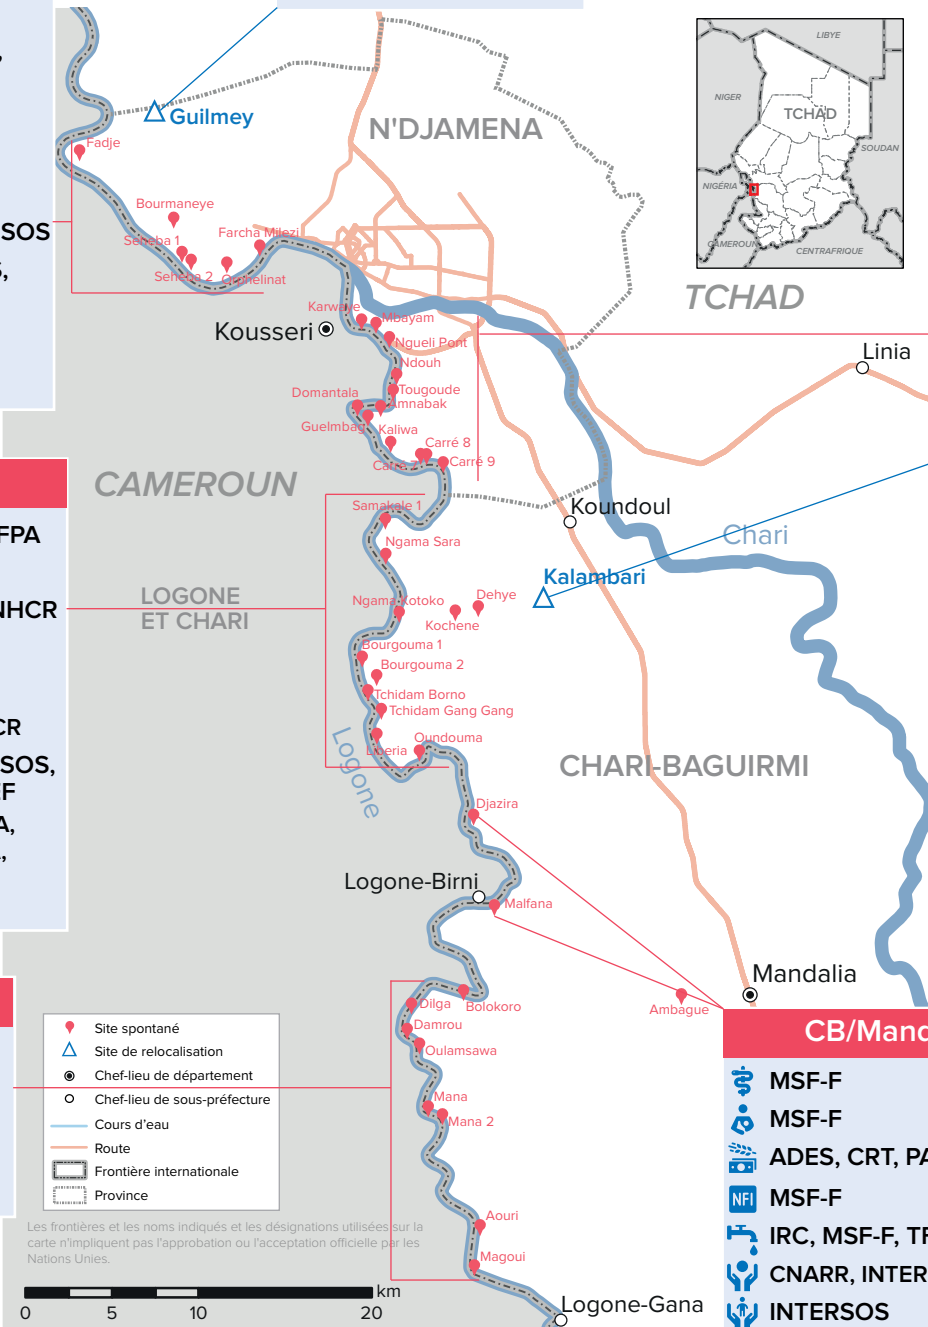 LIBYE
NIGER
TCHAD
SOUDAN
NIGÉRIA
CAMEROUN
CENTRAFRIQUE
Guilmey
N'DJAMENA
Fadje
Bourmaneye
SOS
Seheba 1
Farcha Milezi
Seheba 2
Orphelinat
TCHAD
Karwaye
Mbayam
Kousseri
Ngueli Pont
Linia
Ndouh
Domantala
Tougoude
Amnabak
Guelmbag
Kaliwa
Carré 8
Carré 7
Carré 9
CAMEROUN
Samakale 1
Koundoul
FPA
Chari
Ngama Sara
Kalambari
LOGONE
ET CHARI
NHCR
Ngama Kotoko
Dehye
Kochene
Bourgouma 1
Bourgouma 2
Tchidam Borno
Tchidam Gang Gang
CR
Logone
Oundouma
Liberia
SOS,
EF
CHARI-BAGUIRMI
A,
Djazira
Logone-Birni
Malfana
Mandalia
Dilga
Bolokoro
Ambague
Damrou
Oulamsawa
Mana
Mana 2
Aouri
Magoui
Logone-Gana
Site spontané
Site de relocalisation
Chef-lieu de département
Chef-lieu de sous-préfecture
Cours d'eau
Route
Frontière internationale
Province
Les frontières et les noms indiqués et les désignations utilisées sur la
carte n'impliquent pas l'approbation ou l'acceptation officielle par les
Nations Unies.
km
0 5 10 20
CB/Mand
MSF-F
MSF-F
ADES, CRT, PA
NFI MSF-F
IRC, MSF-F, TF
CNARR, INTER
INTERSOS